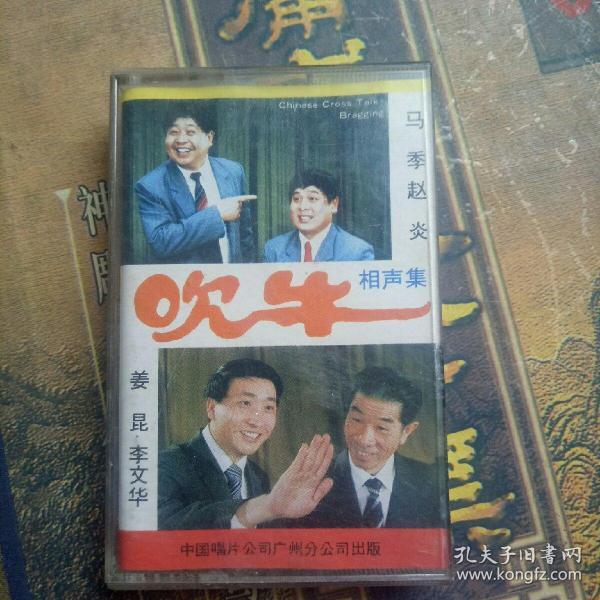 Chinese Cross Talk
Bragging
马季赵炎
吹牛
相声集
姜昆李文华
中国唱片公司广州分公司出版
神
孔夫子旧书网
www.kongfz.com